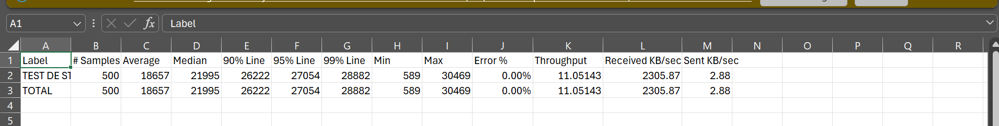 A1 fx Label
A B C D E F G H I J K L M N O P Q R
1 Label # Samples Average Median 90% Line 95% Line 99% Line Min Max Error % Throughput Received KB/sec Sent KB/sec
2 TEST DE ST 500 18657 21995 26222 27054 28882 589 30469 0.00% 11.05143 2305.87 2.88
3 TOTAL 500 18657 21995 26222 27054 28882 589 30469 0.00% 11.05143 2305.87 2.88
4
5